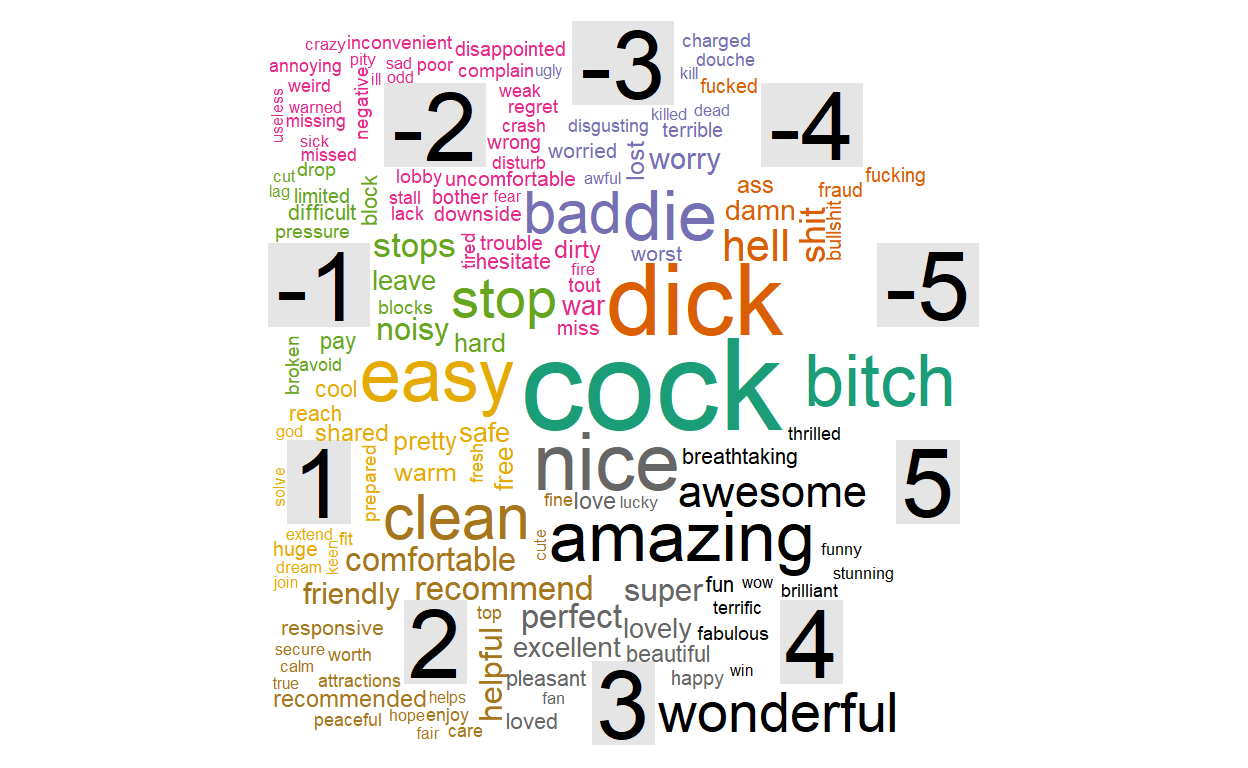 -3
charged
crazy inconvenient disappointed
douche
pity
annoying sad poor complain ugly kill
ill odd
weird fucked
-2
weak
-4
useless warned negative regret killed dead
missing crash disgusting terrible
sick wrong
missed disturb worried lost worry
cut drop
lobby uncomfortable awful ass fucking
lag limited block stall bother fear fraud
difficult lack downside bad die damn shit bullshit
pressure
stops tired trouble dirty worst hell
hesitate
-1
fire
-5
leave tout
stop war dick
blocks
noisy miss
pay hard
broken avoid
easy cock bitch
cool
reach
god shared pretty safe nice thrilled
breathtaking
1
solve prepared warm fresh free
5
fine love lucky awesome
clean
extend cute amazing
huge keen fit comfortable funny
dream
join stunning
friendly recommend super fun wow brilliant
2
top perfect terrific
4
responsive helpful lovely fabulous
secure worth excellent beautiful
calm win
true attractions pleasant happy
3
recommended helps fan
wonderful
peaceful hope enjoy loved
fair care